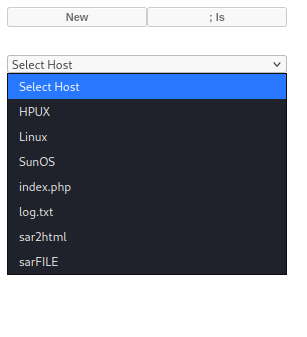 New
; ls
Select Host
Select Host
HPUX
Linux
SunOS
index.php
log.txt
sar2html
sarFILE